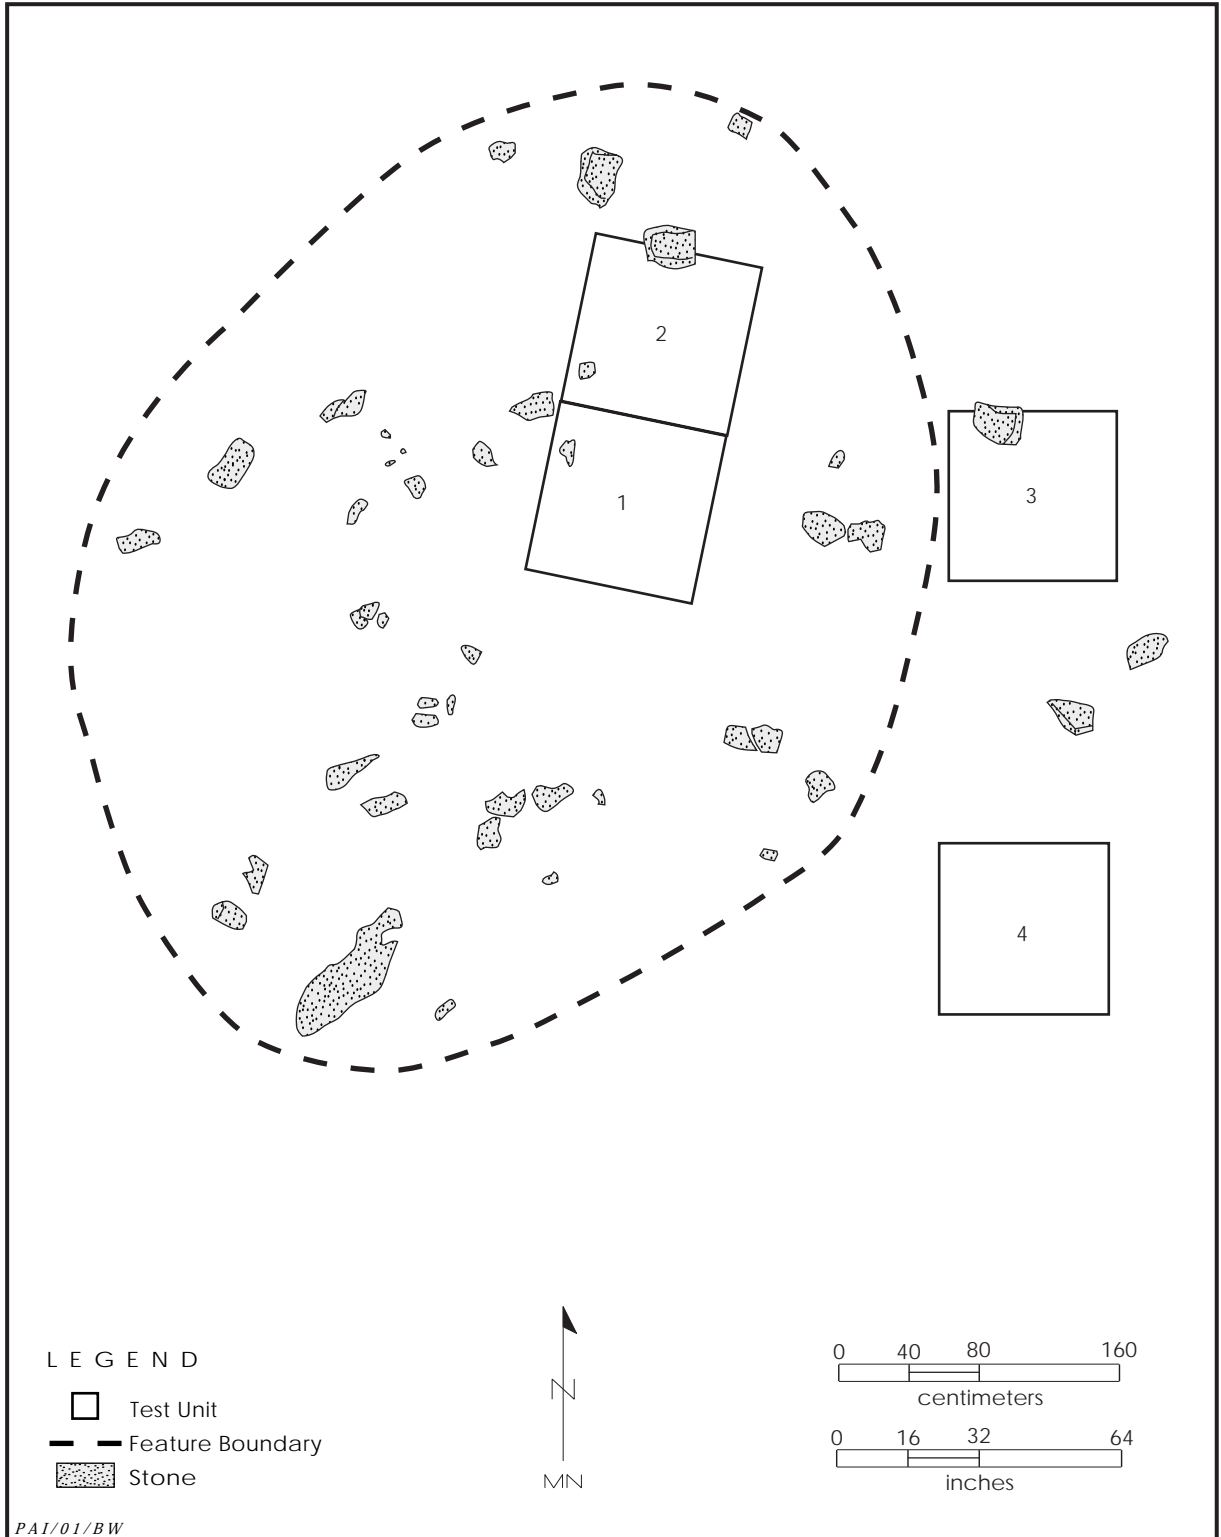 2
3
1
4
LEGEND
Test Unit
Feature Boundary
Stone
N
MN
0 40 80 160
centimeters
0 16 32 64
inches
PAI/01/BW